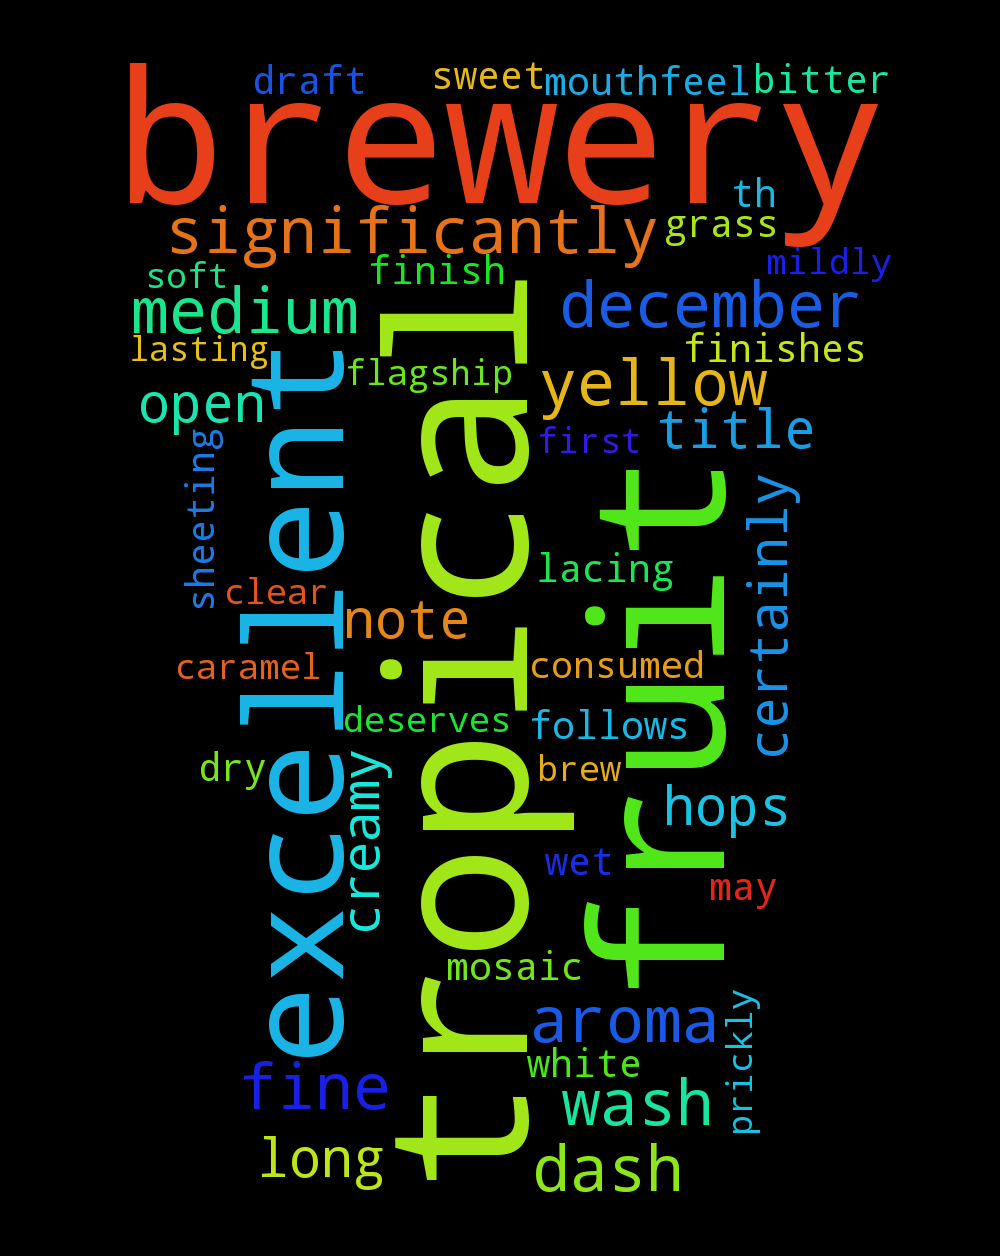 draft sweet mouthfeel bitter
brewery
th
significantly grass
soft finish mildly
medium december
lasting flagship finishes
open yellow
first title
sheeting
excellent
tropical
fruit
certainly
lacing
clear note
caramel consumed
deserves follows
dry creamy brew
hops
wet may
mosaic
aroma
prickly
white
fine wash
long dash